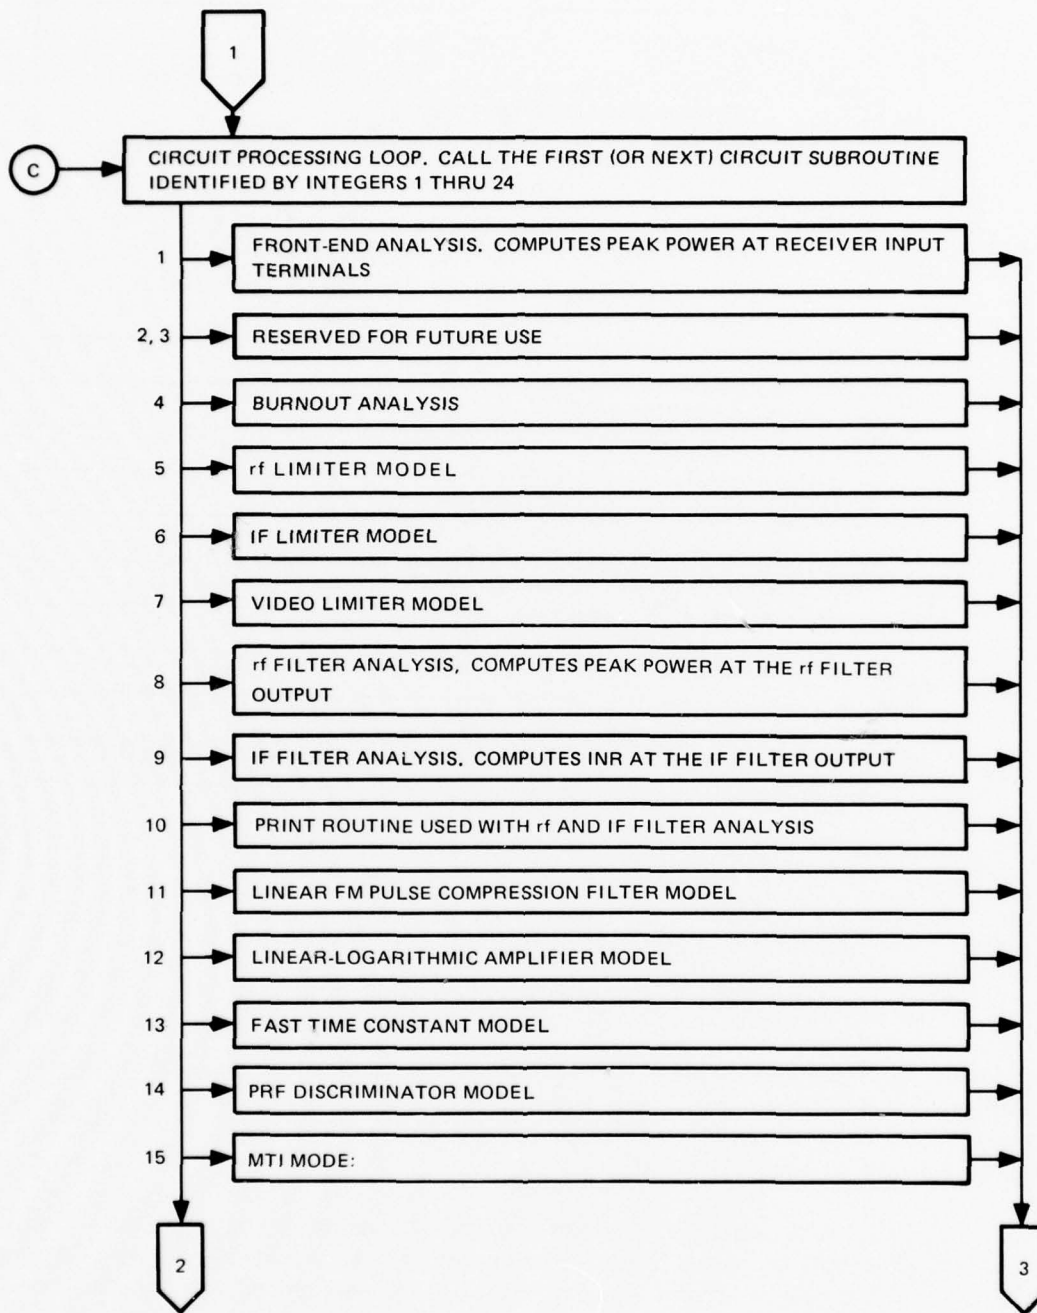 1
C
CIRCUIT PROCESSING LOOP. CALL THE FIRST (OR NEXT) CIRCUIT SUBROUTINE
IDENTIFIED BY INTEGERS 1 THRU 24
1
FRONT-END ANALYSIS. COMPUTES PEAK POWER AT RECEIVER INPUT
TERMINALS
2, 3
RESERVED FOR FUTURE USE
4
BURNOUT ANALYSIS
5
rf LIMITER MODEL
6
IF LIMITER MODEL
7
VIDEO LIMITER MODEL
8
rf FILTER ANALYSIS, COMPUTES PEAK POWER AT THE rf FILTER
OUTPUT
9
IF FILTER ANALYSIS. COMPUTES INR AT THE IF FILTER OUTPUT
10
PRINT ROUTINE USED WITH rf AND IF FILTER ANALYSIS
11
LINEAR FM PULSE COMPRESSION FILTER MODEL
12
LINEAR-LOGARITHMIC AMPLIFIER MODEL
13
FAST TIME CONSTANT MODEL
14
PRF DISCRIMINATOR MODEL
15
MTI MODE:
2
3